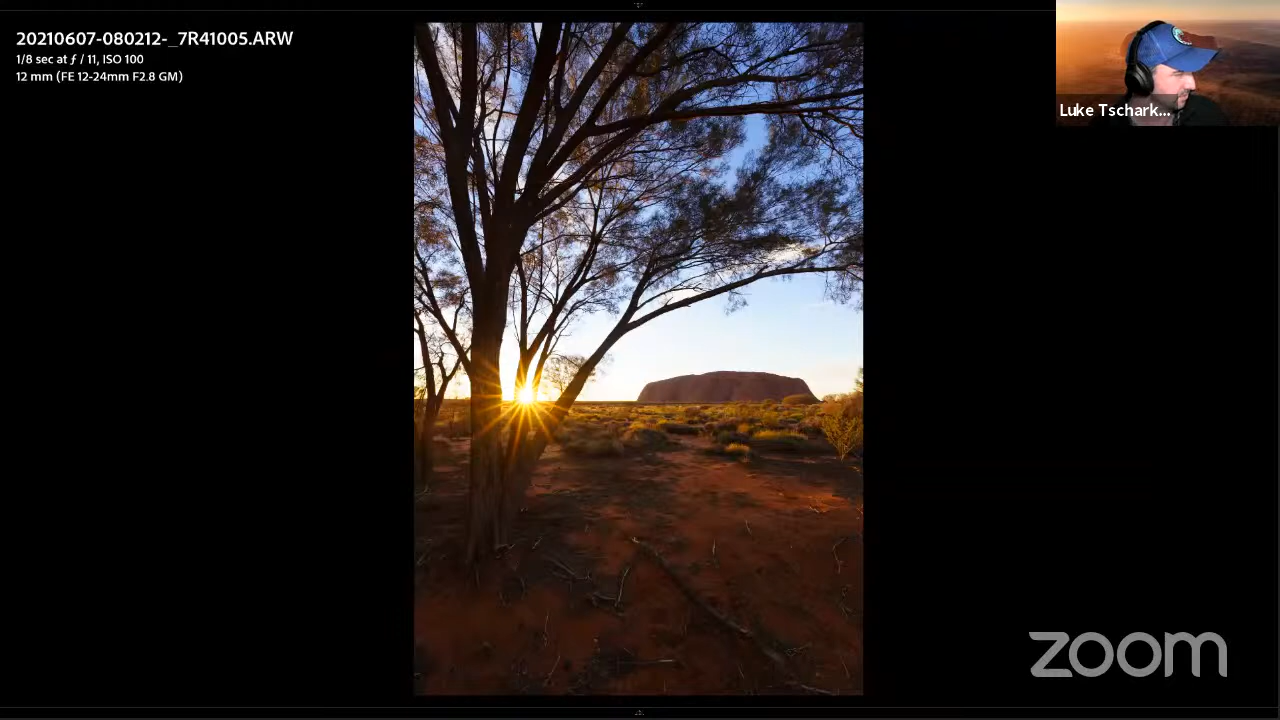 20210607-080212-_7R41005.ARW
1/8 sec at ƒ / 11, ISO 100
12 mm (FE 12-24mm F2.8 GM)
Luke Tschark...
zoom